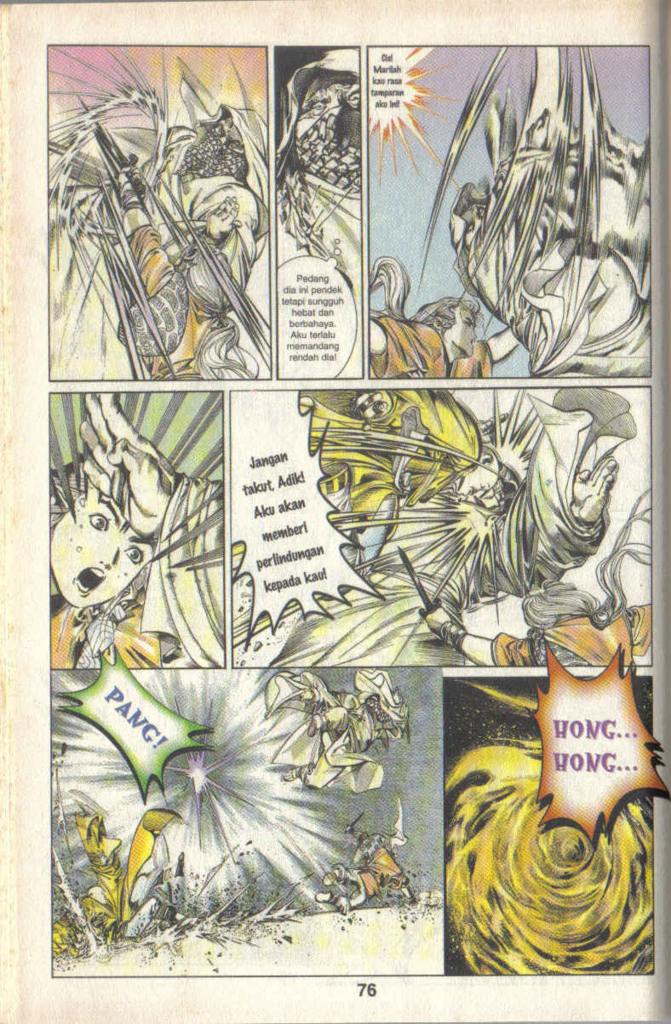 Pedang
dia ini pendek
tetapi sungguh
hebat dan
berbahaya.
Aku terlalu
memandang
rendah dia!
Cis!
Marilah
kau rasa
tamparan
aku ini!
Jangan
takut, Adik!
Aku akan
memberi
perlindungan
kepada kau!
PANG!
HONG...
HONG...
76